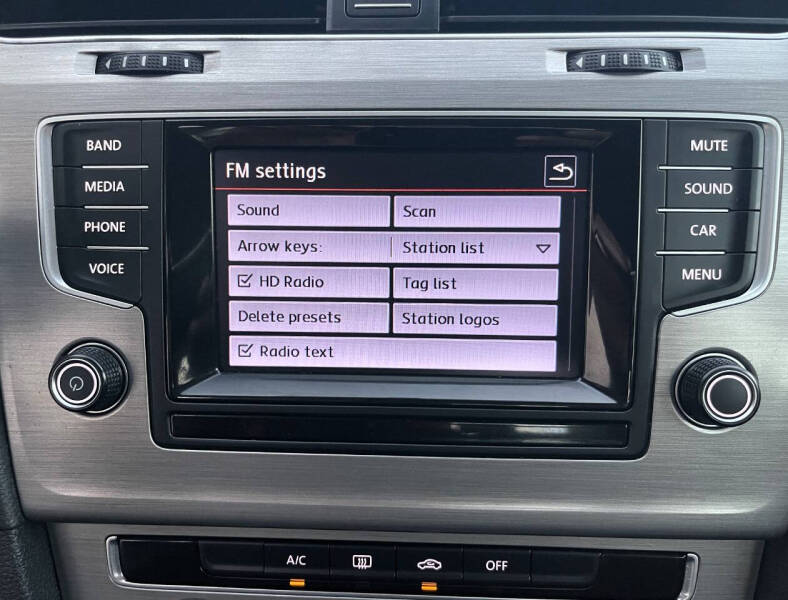 BAND
MEDIA
PHONE
VOICE
FM settings
Sound
Scan
Arrow keys:
Station list
HD Radio
Tag list
Delete presets
Station logos
Radio text
MUTE
SOUND
CAR
MENU
A/C
OFF